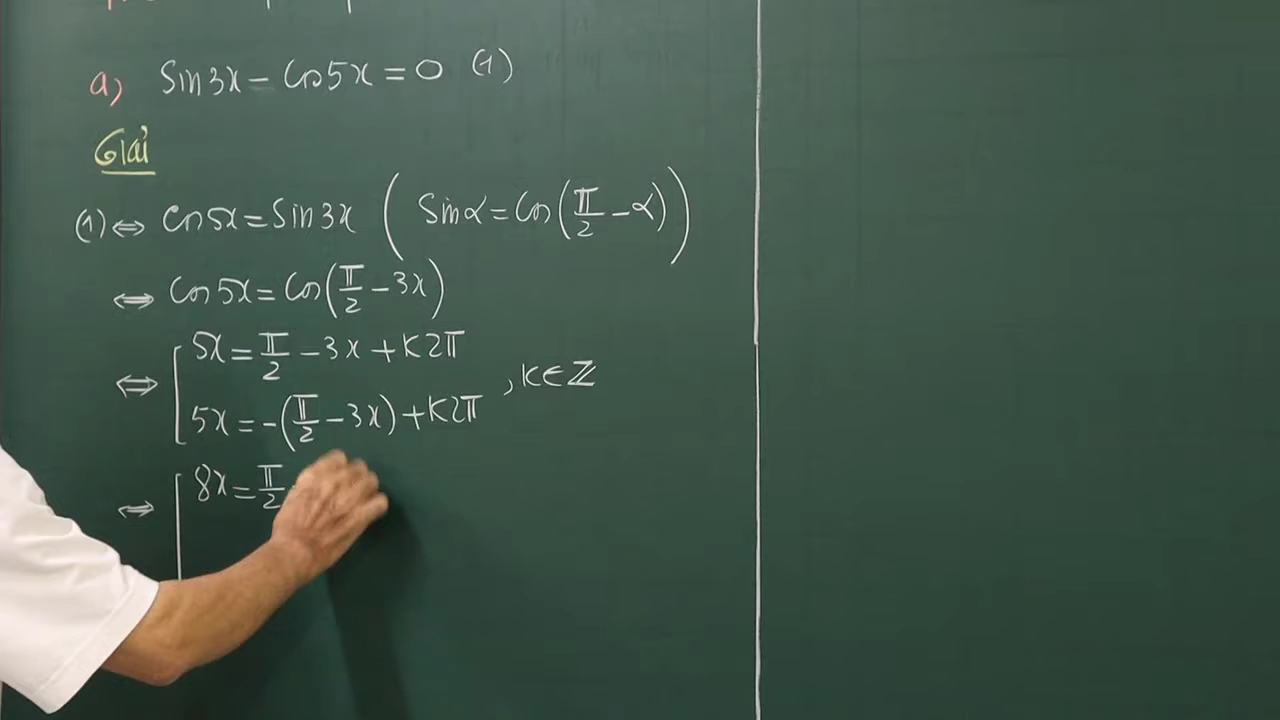 a) Sin3x - Cos5x = 0 (1)
Giải
(1) ⇔ Cos5x = Sin3x ( Sinα = Cos(π/2 - α) )
⇔ Cos5x = Cos(π/2 - 3x)
⇔ [ 5x = π/2 - 3x + K2π
5x = -(π/2 - 3x) + K2π , K∈ℤ
⇔ [ 8x = π/2